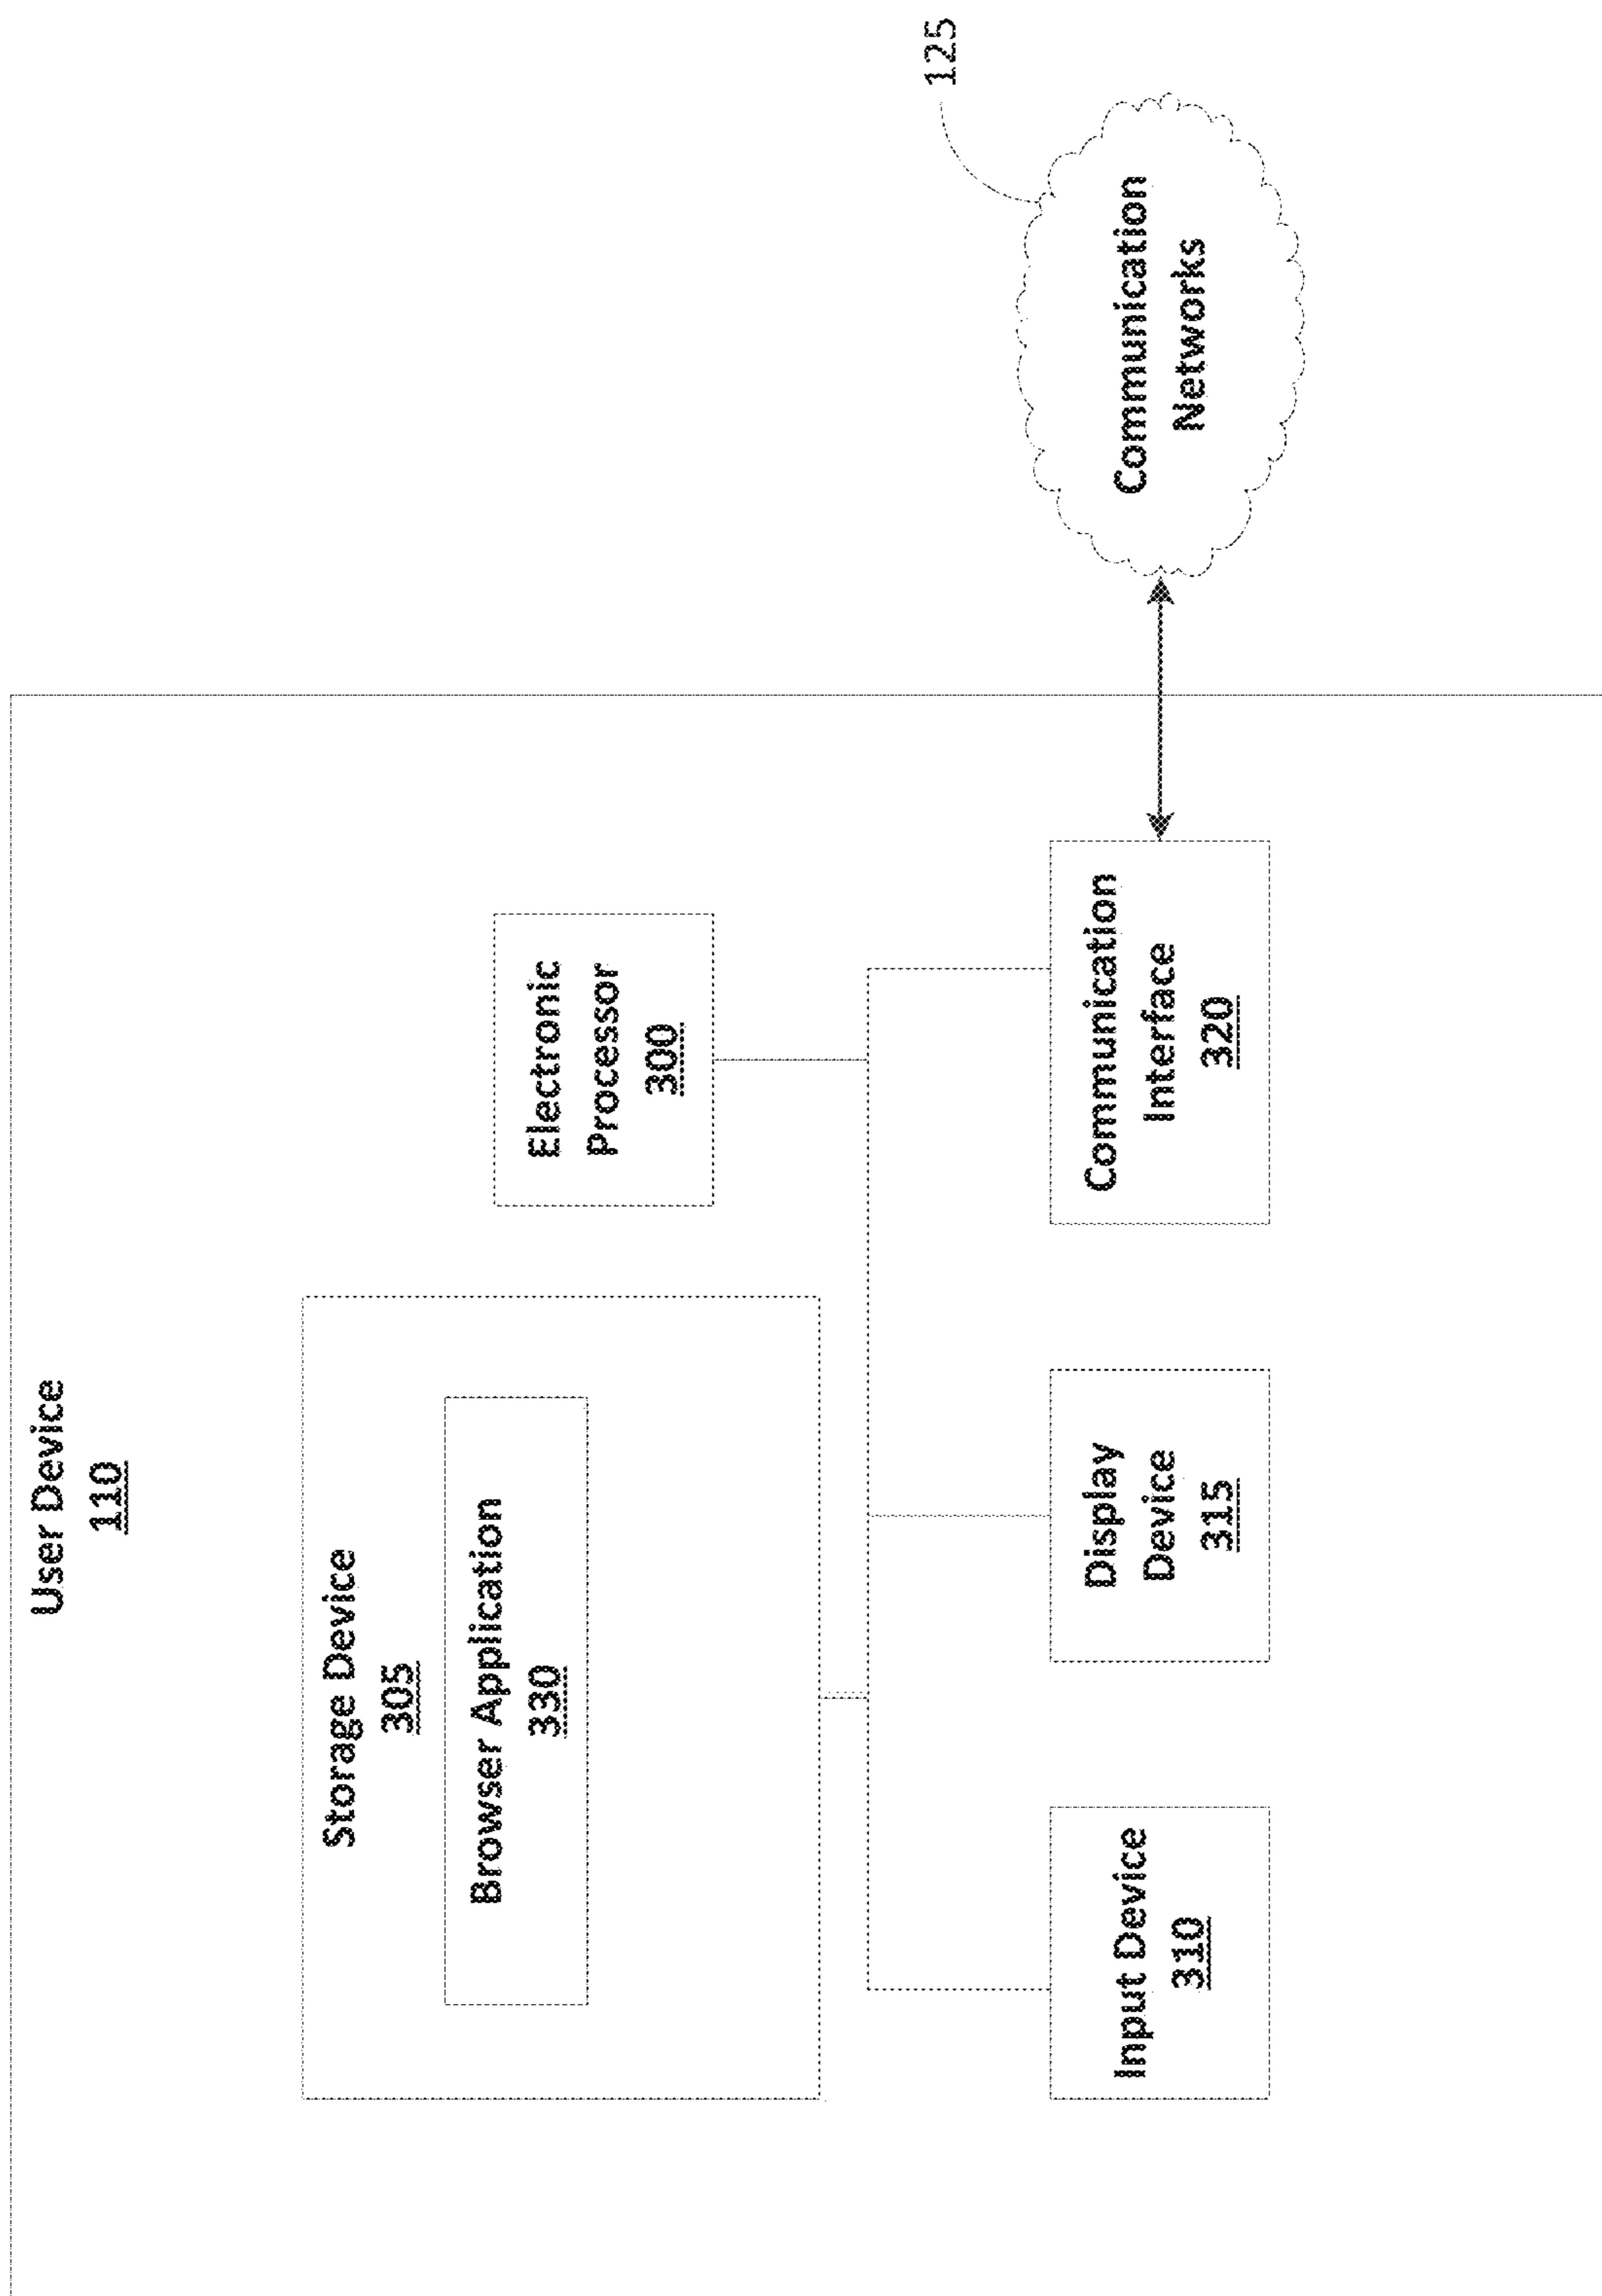 User Device
110
Storage Device
305
Browser Application
330
Electronic
Processor
300
Input Device
310
Display
Device
315
Communication
Interface
320
Communication
Networks
125